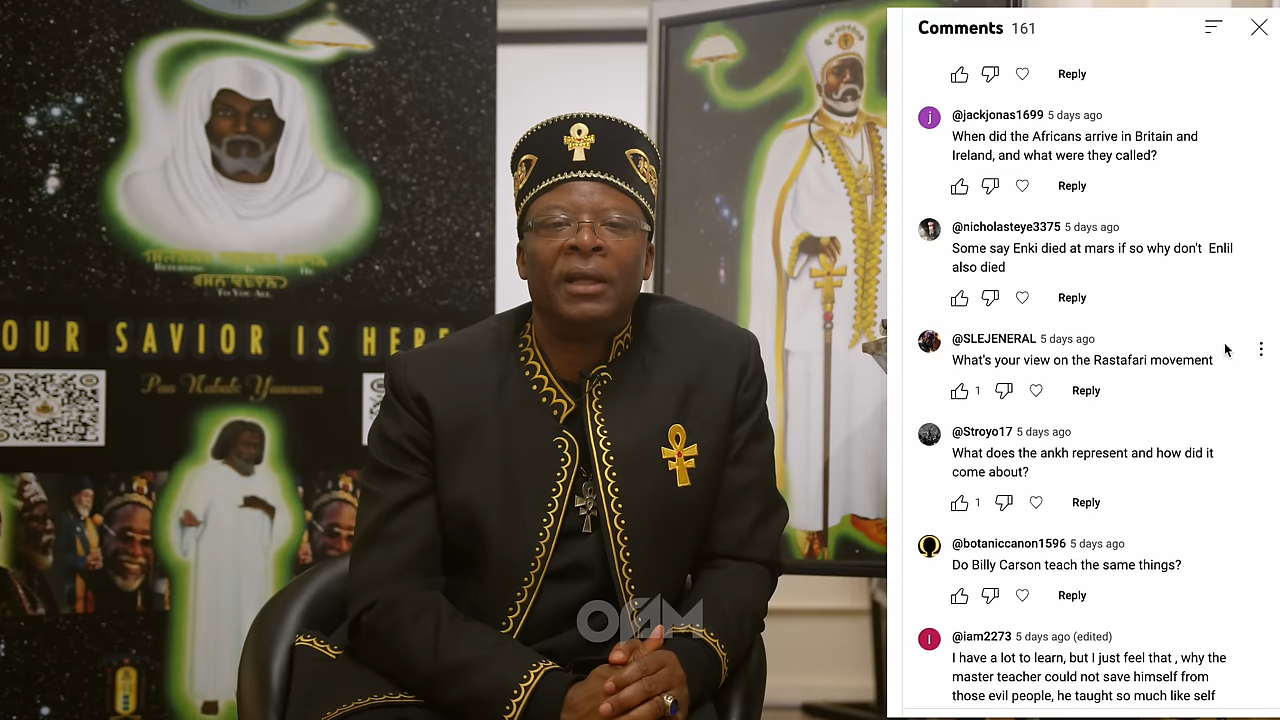 OUR SAVIOR IS HERE
To You All
OMM
Comments 161
Reply
@jackjonas1699 5 days ago
When did the Africans arrive in Britain and
Ireland, and what were they called?
Reply
@nicholasteye3375 5 days ago
Some say Enki died at mars if so why don't Enlil
also died
Reply
@SLEJENERAL 5 days ago
What's your view on the Rastafari movement
1 Reply
@Stroyo17 5 days ago
What does the ankh represent and how did it
come about?
1 Reply
@botaniccanon1596 5 days ago
Do Billy Carson teach the same things?
Reply
@iam2273 5 days ago (edited)
I have a lot to learn, but I just feel that , why the
master teacher could not save himself from
those evil people, he taught so much like self